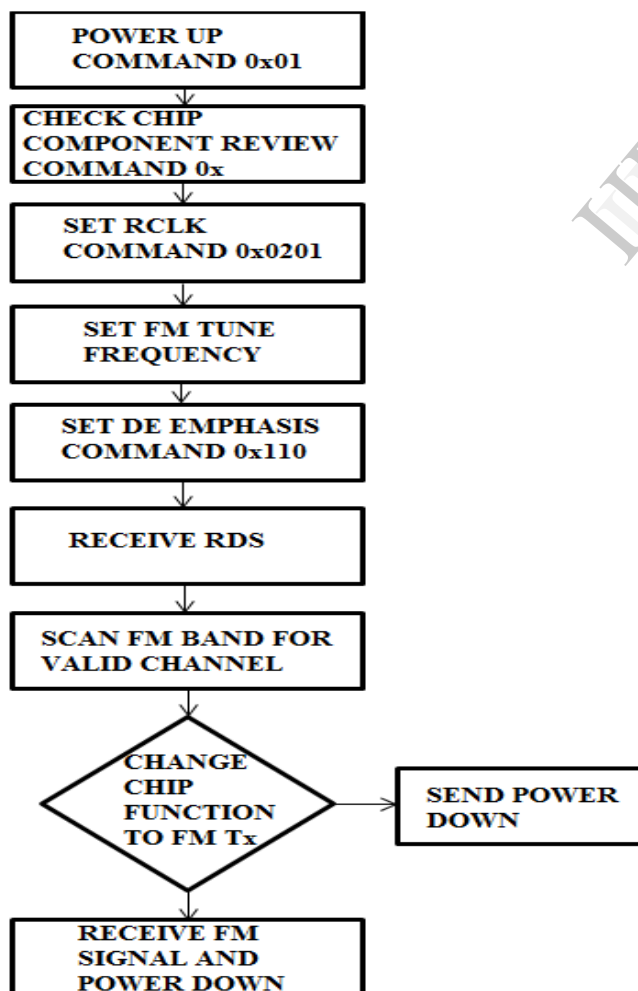 POWER UP
COMMAND 0x01
CHECK CHIP
COMPONENT REVIEW
COMMAND 0x
SET RCLK
COMMAND 0x0201
SET FM TUNE
FREQUENCY
SET DE EMPHASIS
COMMAND 0x110
RECEIVE RDS
SCAN FM BAND FOR
VALID CHANNEL
CHANGE
CHIP
FUNCTION
TO FM Tx
SEND POWER
DOWN
RECEIVE FM
SIGNAL AND
POWER DOWN